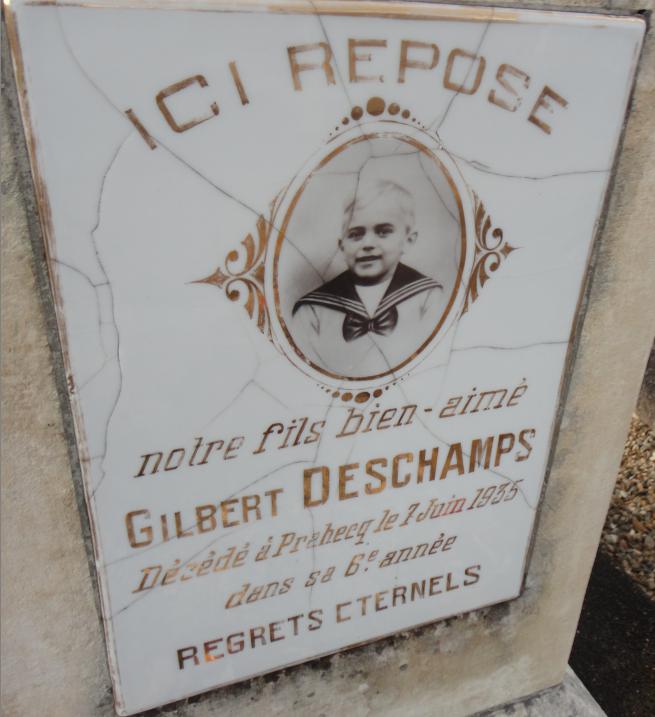 ICI REPOSE
notre fils bien-aimé
GILBERT DESCHAMPS
Décédé à Prahecq le 7 Juin 1935
dans sa 6e année
REGRETS ETERNELS